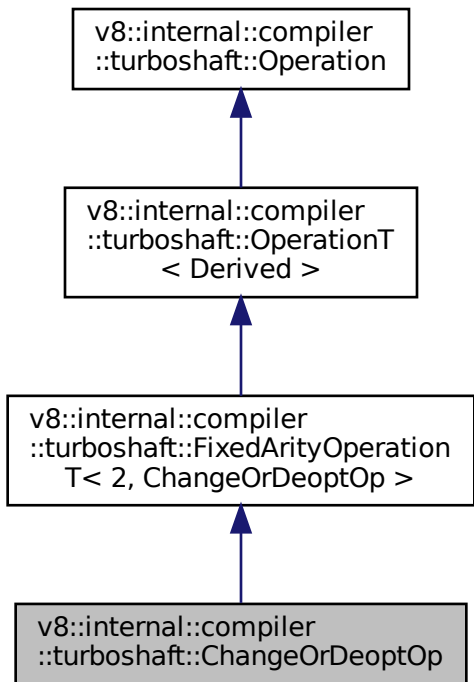 v8::internal::compiler
::turboshaft::Operation
v8::internal::compiler
::turboshaft::OperationT
< Derived >
v8::internal::compiler
::turboshaft::FixedArityOperation
T< 2, ChangeOrDeoptOp >
v8::internal::compiler
::turboshaft::ChangeOrDeoptOp